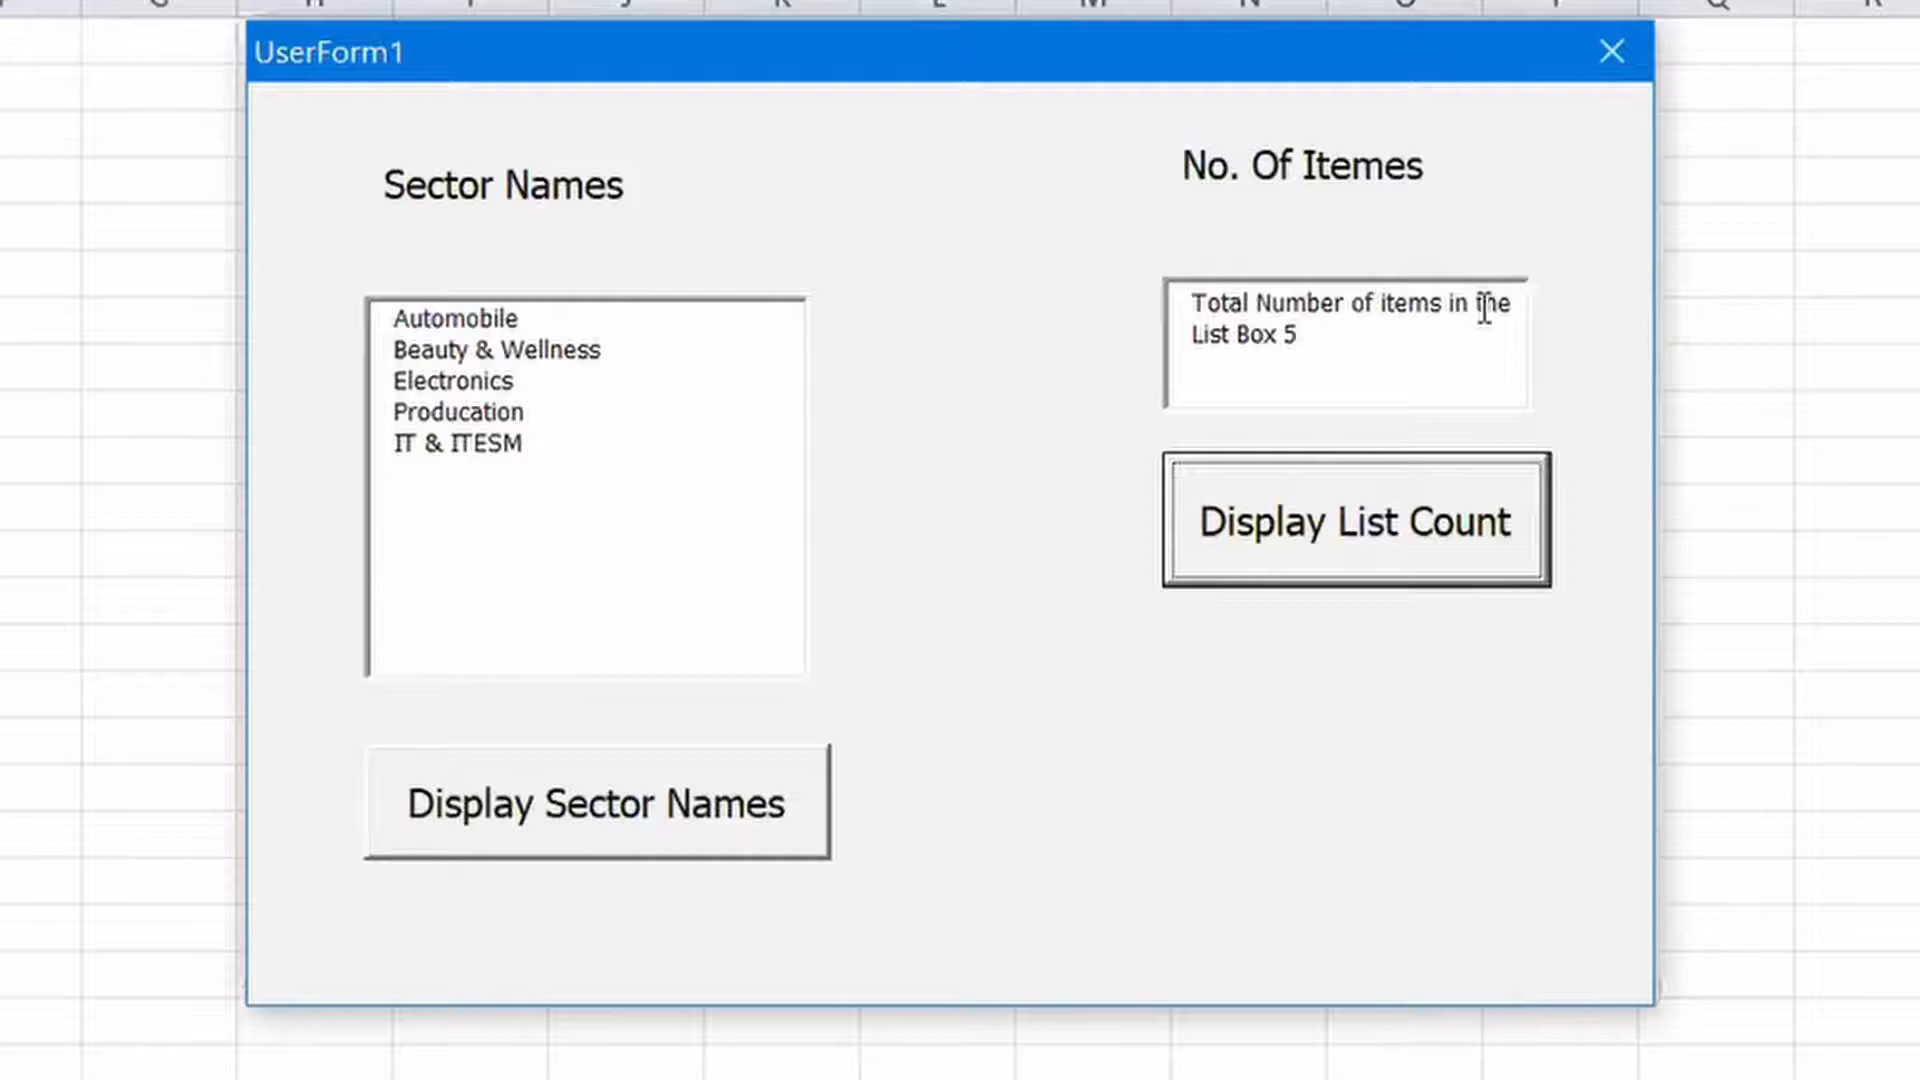 UserForm1
Sector Names
No. Of Itemes
Automobile
Beauty & Wellness
Electronics
Producation
IT & ITESM
Total Number of items in the
List Box 5
Display List Count
Display Sector Names